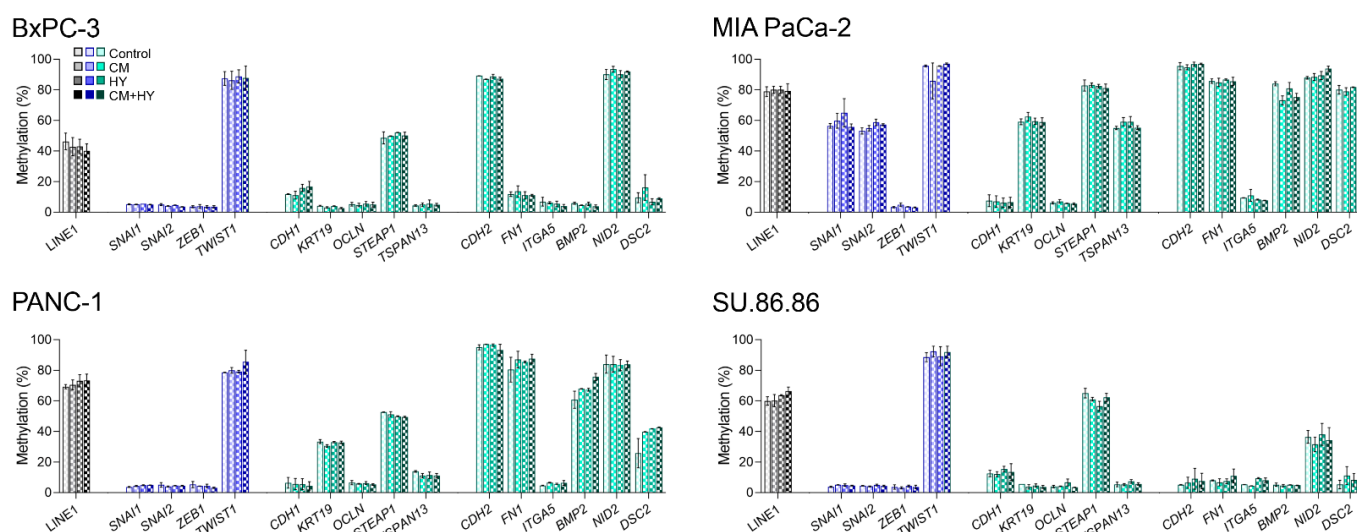 BxPC-3
Control
CM
HY
CM+HY
Methylation (%)
100
80
60
40
20
0
LINE1 SNAI1 SNAI2 ZEB1 TWIST1 CDH1 KRT19 OCLN STEAP1 TSPAN13 CDH2 FN1 ITGA5 BMP2 NID2 DSC2
MIA PaCa-2
Methylation (%)
100
80
60
40
20
0
LINE1 SNAI1 SNAI2 ZEB1 TWIST1 CDH1 KRT19 OCLN STEAP1 TSPAN13 CDH2 FN1 ITGA5 BMP2 NID2 DSC2
PANC-1
Methylation (%)
100
80
60
40
20
0
LINE1 SNAI1 SNAI2 ZEB1 TWIST1 CDH1 KRT19 OCLN STEAP1 TSPAN13 CDH2 FN1 ITGA5 BMP2 NID2 DSC2
SU.86.86
Methylation (%)
100
80
60
40
20
0
LINE1 SNAI1 SNAI2 ZEB1 TWIST1 CDH1 KRT19 OCLN STEAP1 TSPAN13 CDH2 FN1 ITGA5 BMP2 NID2 DSC2